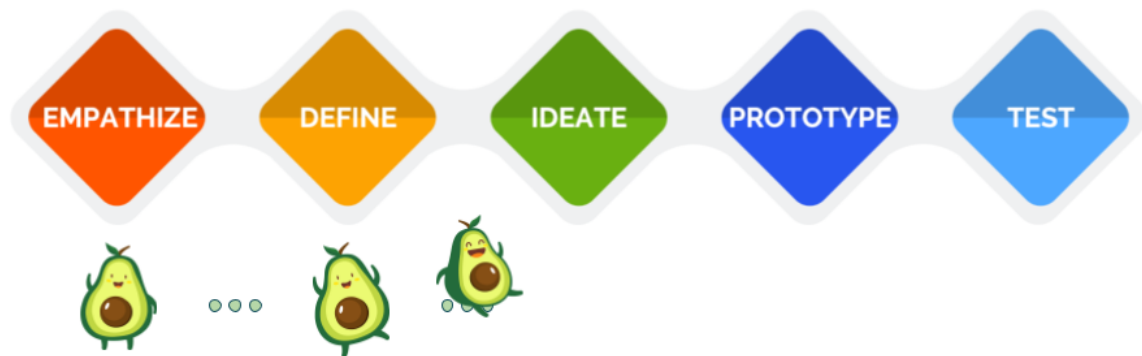 EMPATHIZE
DEFINE
IDEATE
PROTOTYPE
TEST